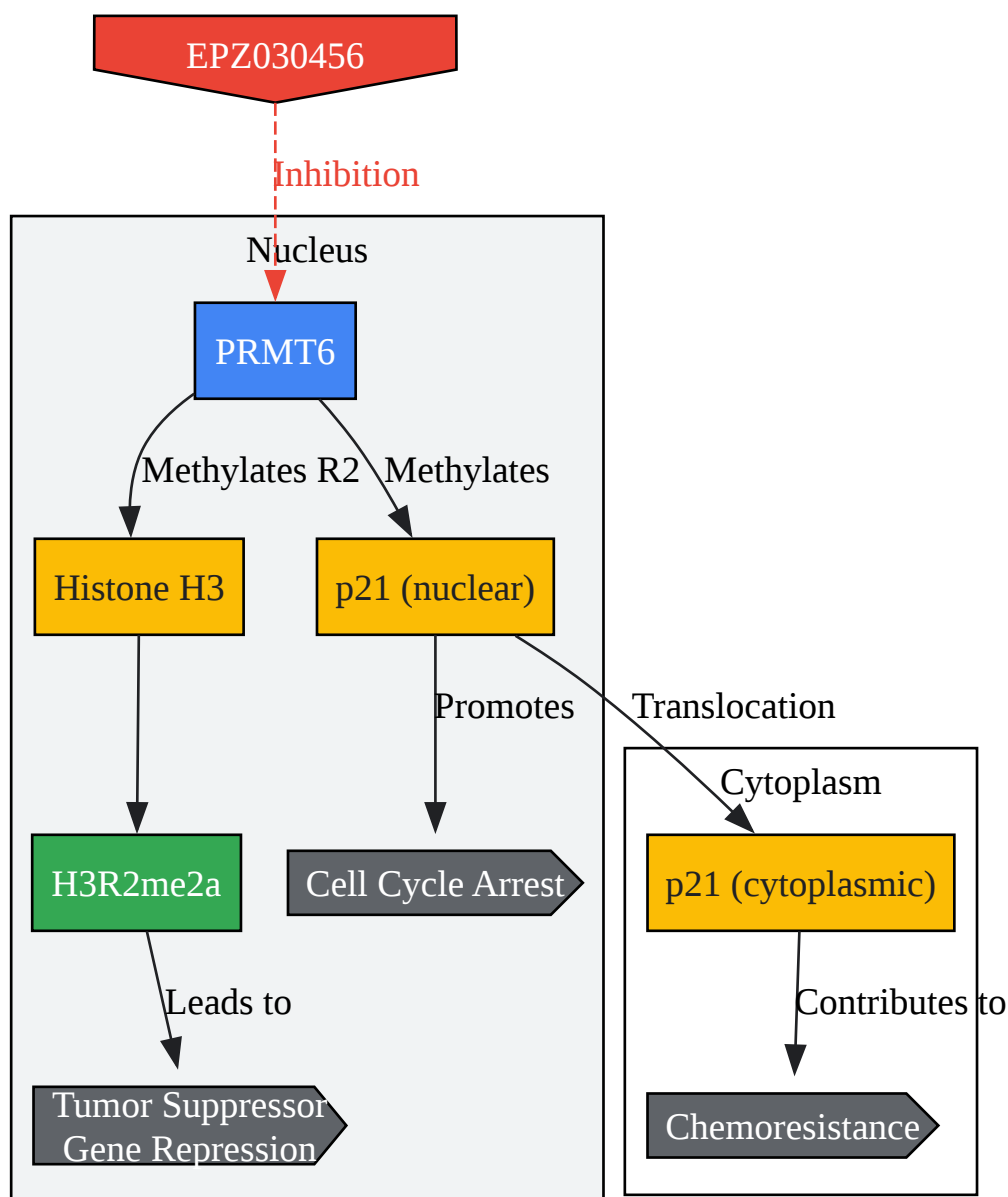 EPZ030456
Inhibition
Nucleus
PRMT6
Methylates R2
Methylates
Histone H3
p21 (nuclear)
Promotes
Translocation
Cytoplasm
H3R2me2a
Cell Cycle Arrest
p21 (cytoplasmic)
Leads to
Contributes to
Tumor Suppressor
Gene Repression
Chemoresistance